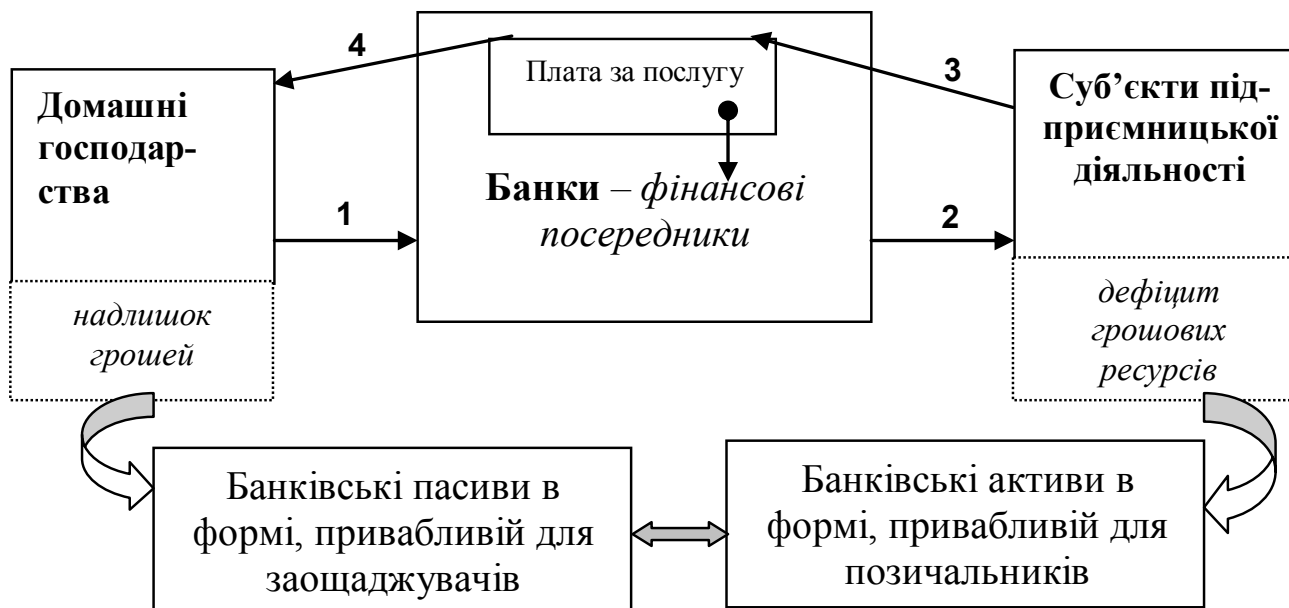 4
Плата за послугу
3
Домашні
господар-
ства
Суб’єкти під-
приємницької
діяльності
1
Банки – фінансові
посередники
2
надлишок
грошей
дефіцит
грошових
ресурсів
Банківські пасиви в
формі, привабливій для
заощаджувачів
Банківські активи в
формі, привабливій для
позичальників